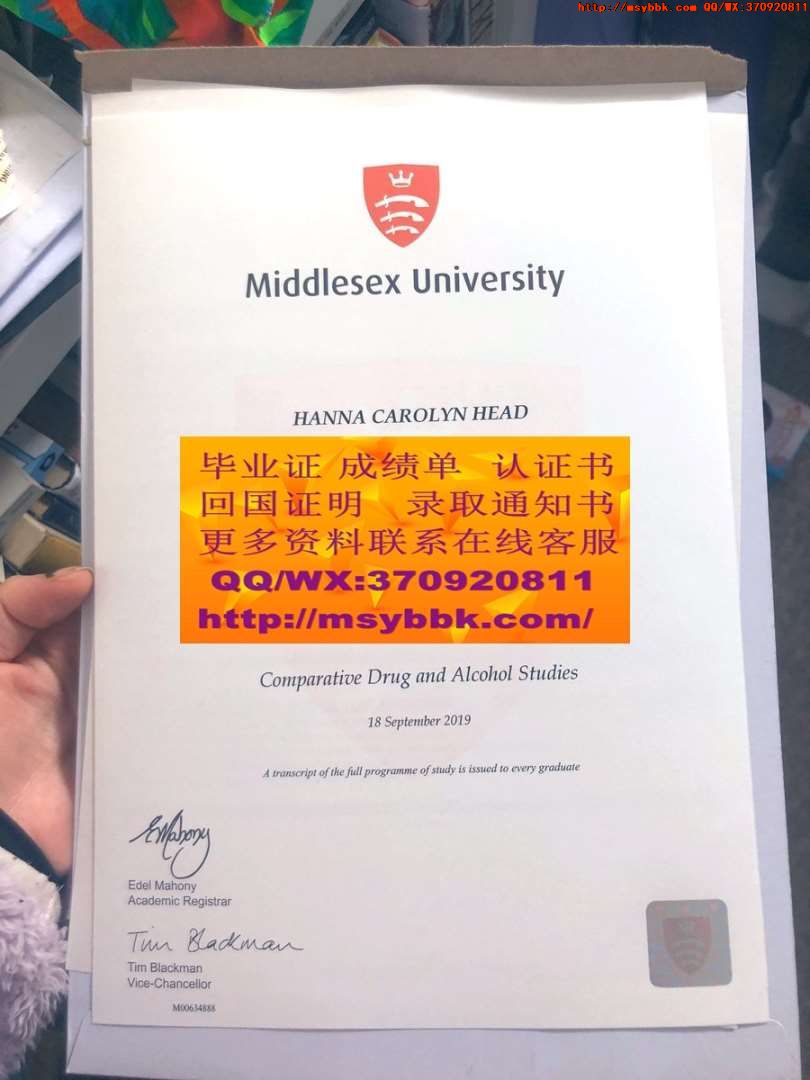 http://msybbk.com QQ/WX:370920811
Middlesex University
HANNA CAROLYN HEAD
毕业证 成绩单 认证书
回国证明 录取通知书
更多资料联系在线客服
QQ/WX:370920811
http://msybbk.com/
Comparative Drug and Alcohol Studies
18 September 2019
A transcript of the full programme of study is issued to every graduate
EMahony
Edel Mahony
Academic Registrar
Tim Blackman
Tim Blackman
Vice-Chancellor
M00634888